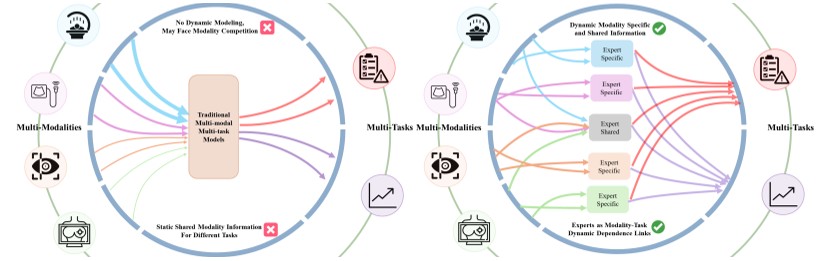 No Dynamic Modeling,
May Face Modality Competition
Multi-Modalities
Traditional
Multi-modal
Multi-task
Models
Multi-Tasks
Static Shared Modality Information
For Different Tasks
Dynamic Modality Specific
and Shared Information
Expert
Specific
Expert
Specific
Multi-Modalities
Expert
Shared
Multi-Tasks
Expert
Specific
Expert
Specific
Experts as Modality-Task
Dynamic Dependence Links